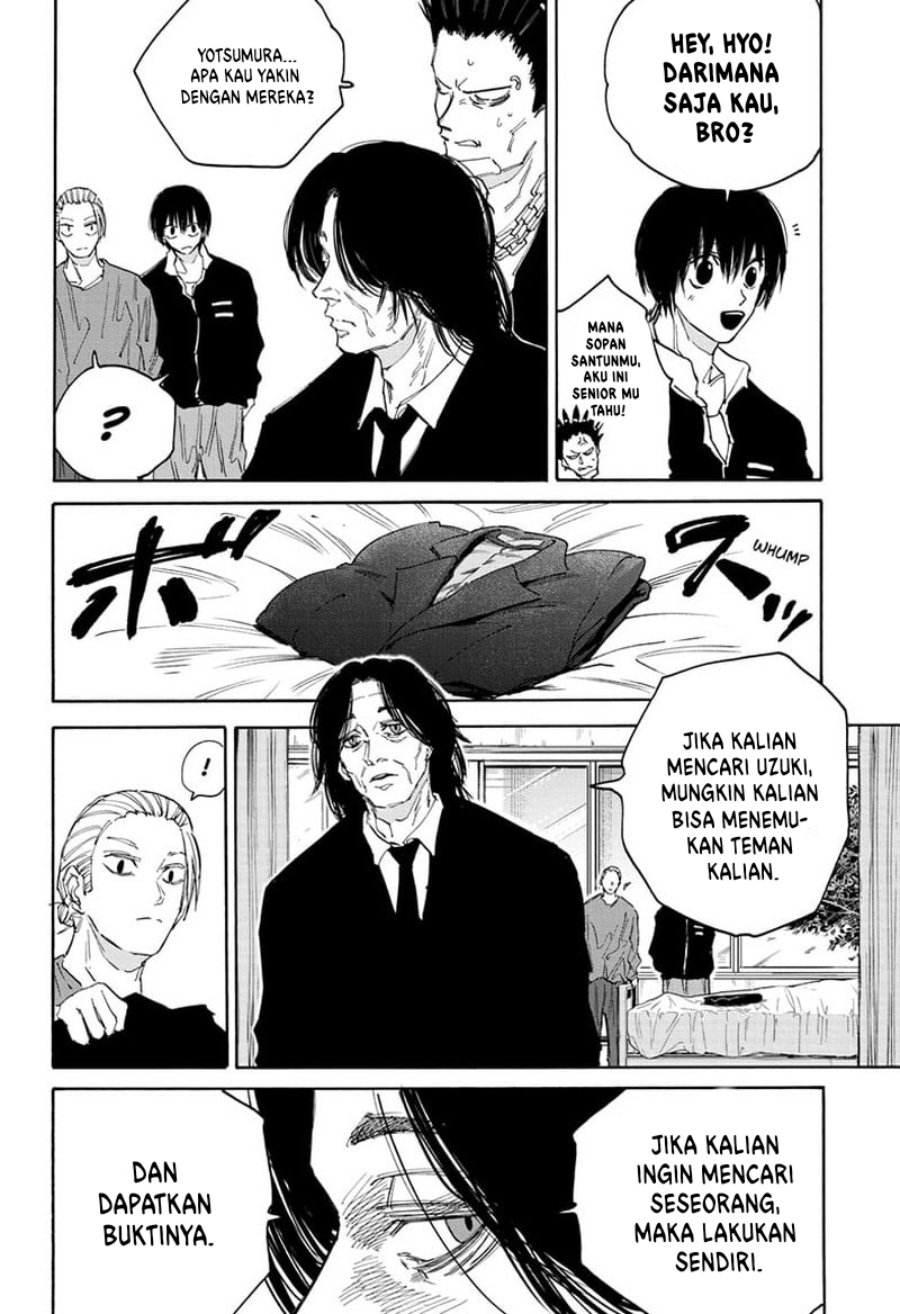 HEY, HYO!
DARIMANA
SAJA KAU,
BRO?
MANA
SOPAN
SANTUNMU,
AKU INI
SENIOR MU
TAHU!
YOTSUMURA...
APA KAU YAKIN
DENGAN MEREKA?
?
ボ
スッ
WHUMP
JIKA KALIAN
MENCARI UZUKI,
MUNGKIN KALIAN
BISA MENEMU-
KAN TEMAN
KALIAN.
!
JIKA KALIAN
INGIN MENCARI
SESEORANG,
MAKA LAKUKAN
SENDIRI.
DAN
DAPATKAN
BUKTINYA.